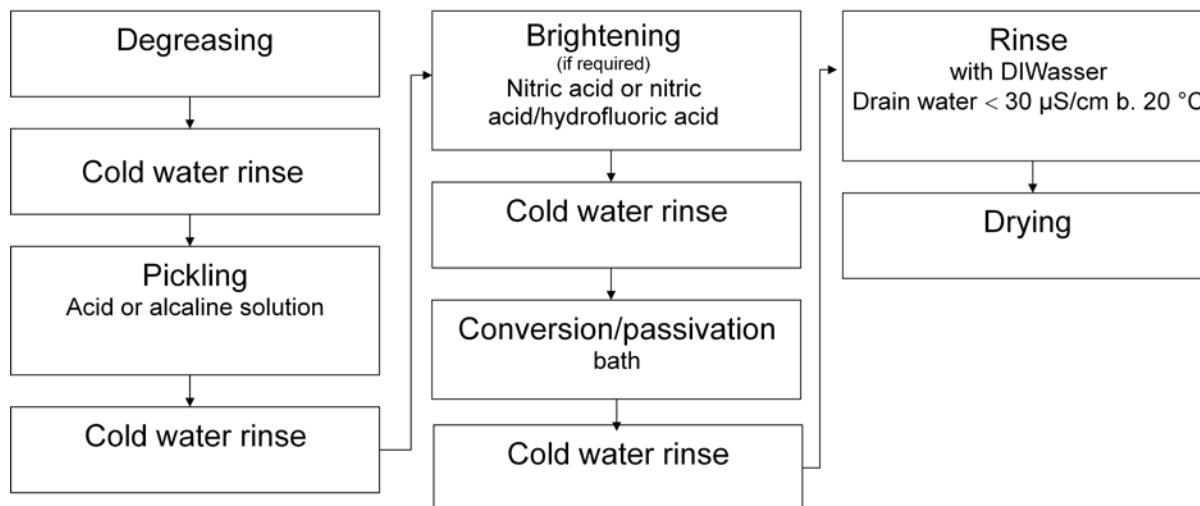 Degreasing
Cold water rinse
Pickling
Acid or alcaline solution
Cold water rinse
Brightening
(if required)
Nitric acid or nitric
acid/hydrofluoric acid
Cold water rinse
Conversion/passivation
bath
Cold water rinse
Rinse
with DIWasser
Drain water < 30 µS/cm b. 20 °C
Drying